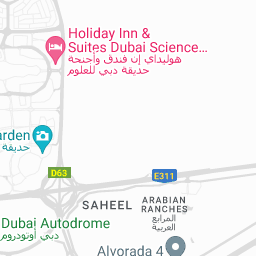 Holiday Inn &
Suites Dubai Science...
هوليداي إن فندق وأجنحة
حديقة دبي للعلوم
arden
حديقة
D63
E311
SAHEEL
ARABIAN
RANCHES
المرابع
العربية
Dubai Autodrome
دبي أوتودروم
Alvorada 4